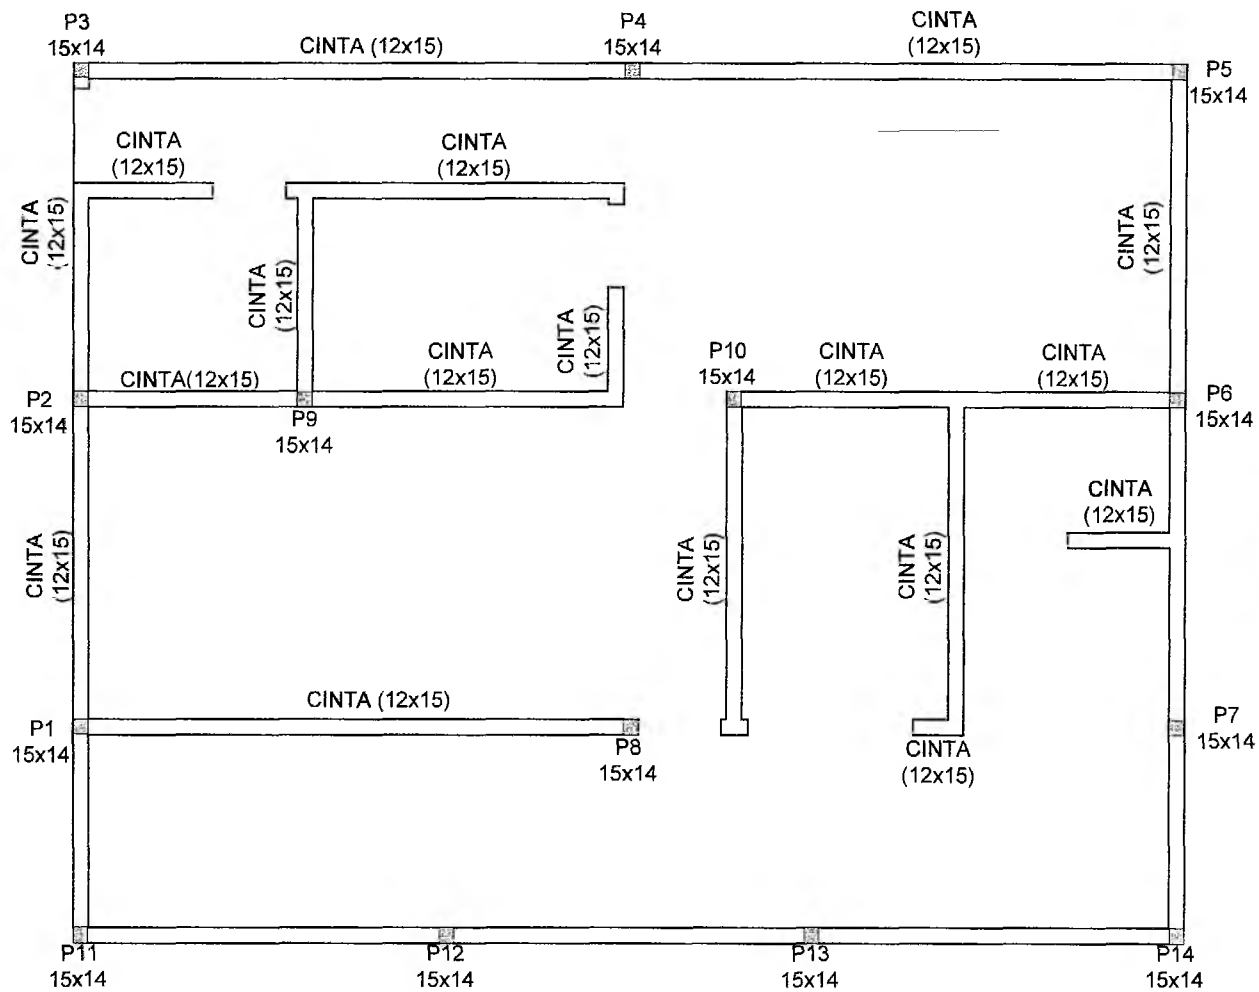 P3
15x14
CINTA (12x15)
P4
15x14
CINTA
(12x15)
P5
15x14
CINTA
(12x15)
CINTA
(12x15)
CINTA
(12x15)
CINTA
(12x15)
CINTA
(12x15)
CINTA
(12x15)
P2
15x14
CINTA(12x15)
P9
15x14
CINTA
(12x15)
P10
15x14
CINTA
(12x15)
CINTA
(12x15)
P6
15x14
CINTA
(12x15)
CINTA
(12x15)
CINTA
(12x15)
CINTA
(12x15)
P1
15x14
CINTA (12x15)
P8
15x14
CINTA
(12x15)
P7
15x14
P11
15x14
P12
15x14
P13
15x14
P14
15x14